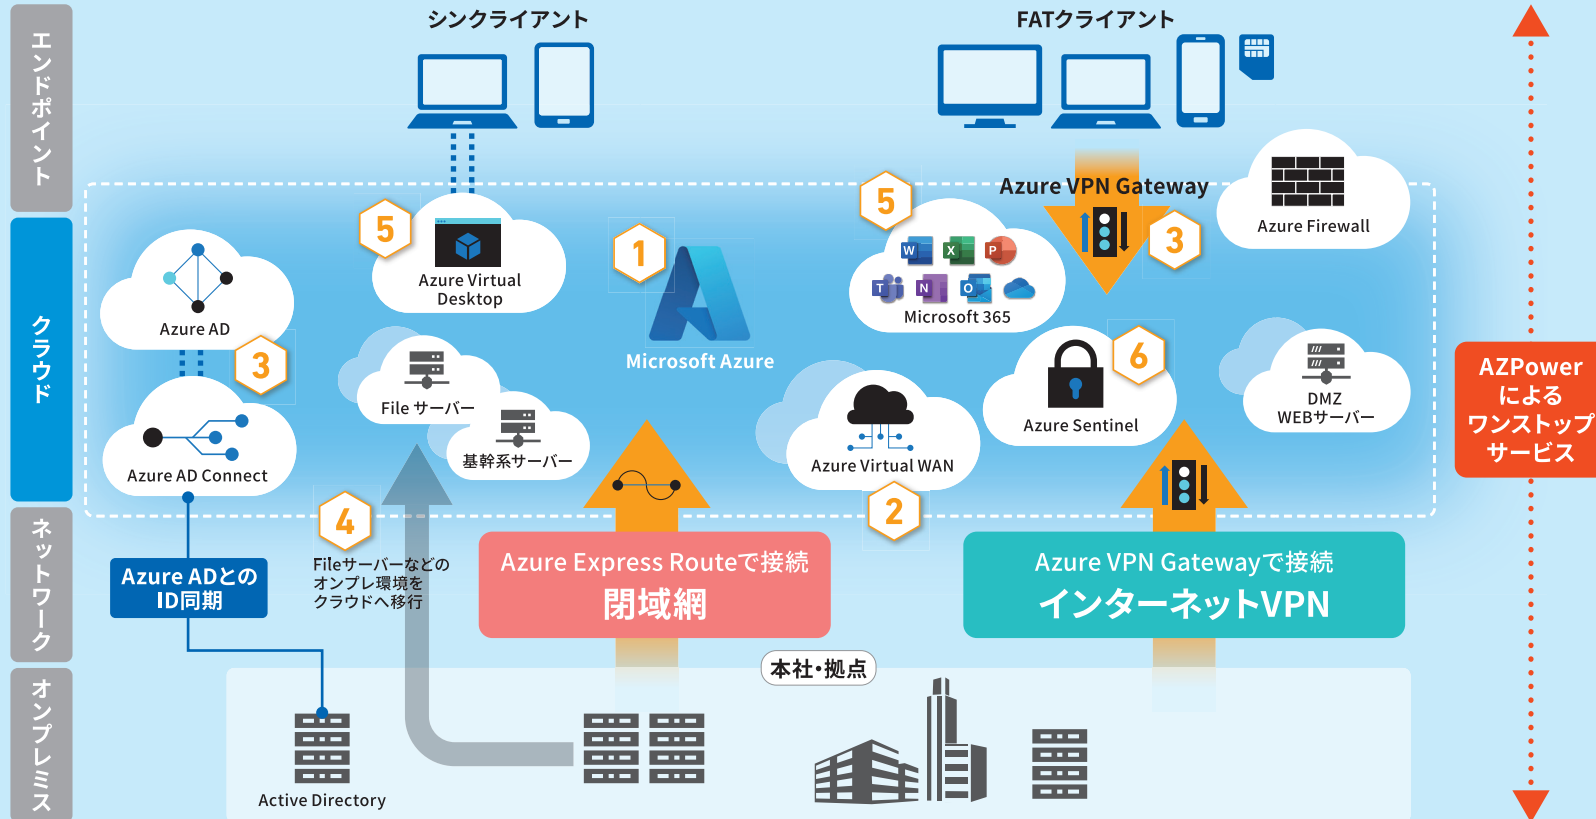 エンドポイント
シンクライアント
FATクライアント
Azure VPN Gateway
Azure Firewall
クラウド
5
Azure Virtual
Desktop
1
Microsoft Azure
5
W
X
P
T
N
O
Microsoft 365
3
Azure AD
3
Azure AD Connect
File サーバー
基幹系サーバー
Azure Virtual WAN
2
Azure Sentinel
6
DMZ
WEBサーバー
AZPower
による
ワンストップ
サービス
ネットワーク
Azure ADとの
ID同期
4
Fileサーバーなどの
オンプレ環境を
クラウドへ移行
Azure Express Routeで接続
閉域網
Azure VPN Gatewayで接続
インターネットVPN
オンプレミス
本社・拠点
Active Directory